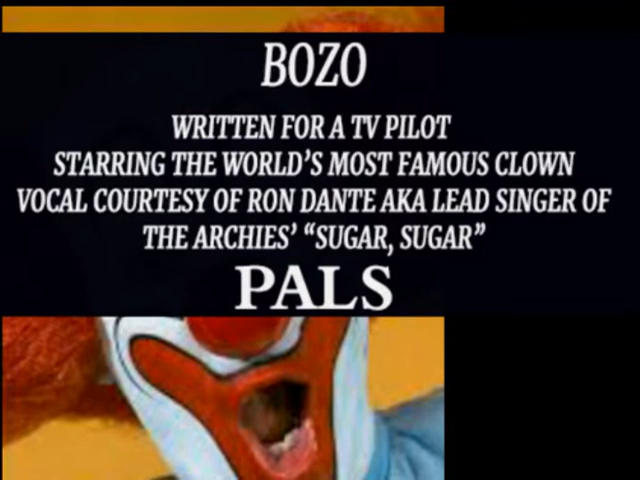 BOZO
WRITTEN FOR A TV PILOT
STARRING THE WORLD'S MOST FAMOUS CLOWN
VOCAL COURTESY OF RON DANTE AKA LEAD SINGER OF
THE ARCHIES' “SUGAR, SUGAR”
PALS